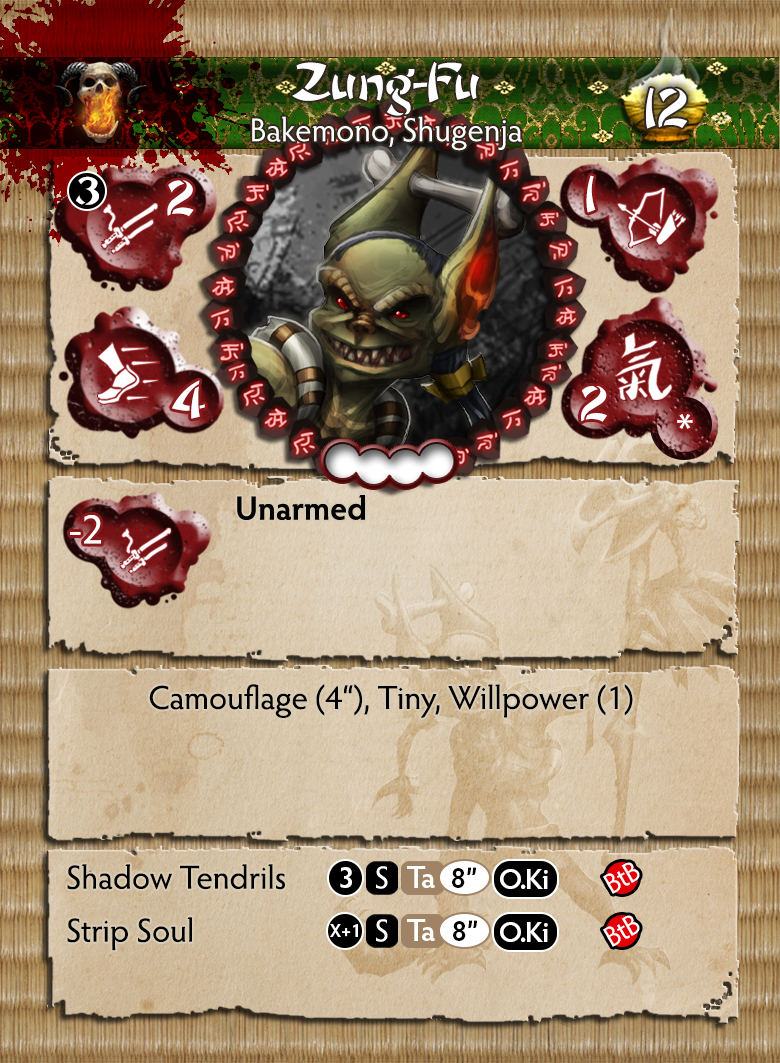 Zung-Fu
12
Bakemono, Shugenja
3 2
1
4
氣
2 *
-2
Unarmed
Camouflage (4"), Tiny, Willpower (1)
Shadow Tendrils 3 S Ta 8" O.Ki BtB
Strip Soul X+1 S Ta 8" O.Ki BtB